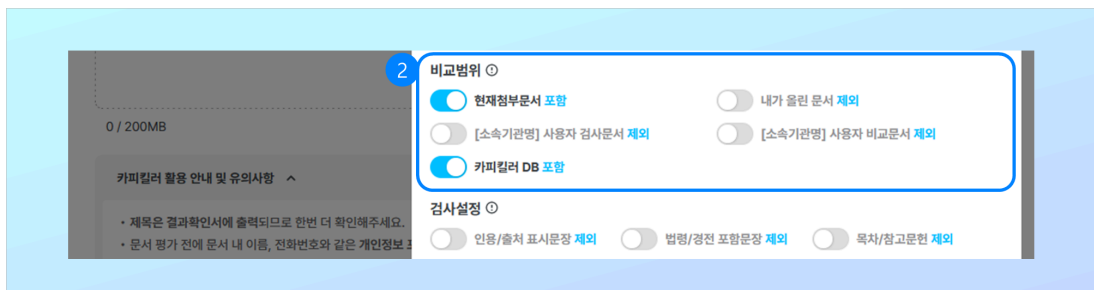 2
비교범위
현재첨부문서 포함
내가 올린 문서 제외
[소속기관명] 사용자 검사문서 제외
[소속기관명] 사용자 비교문서 제외
카피킬러 DB 포함
검사설정
인용/출처 표시문장 제외
법령/경전 포함문장 제외
목차/참고문헌 제외
0 / 200MB
카피킬러 활용 안내 및 유의사항
• 제목은 결과확인서에 출력되므로 한번 더 확인해주세요.
• 문서 평가 전에 문서 내 이름, 전화번호와 같은 개인정보